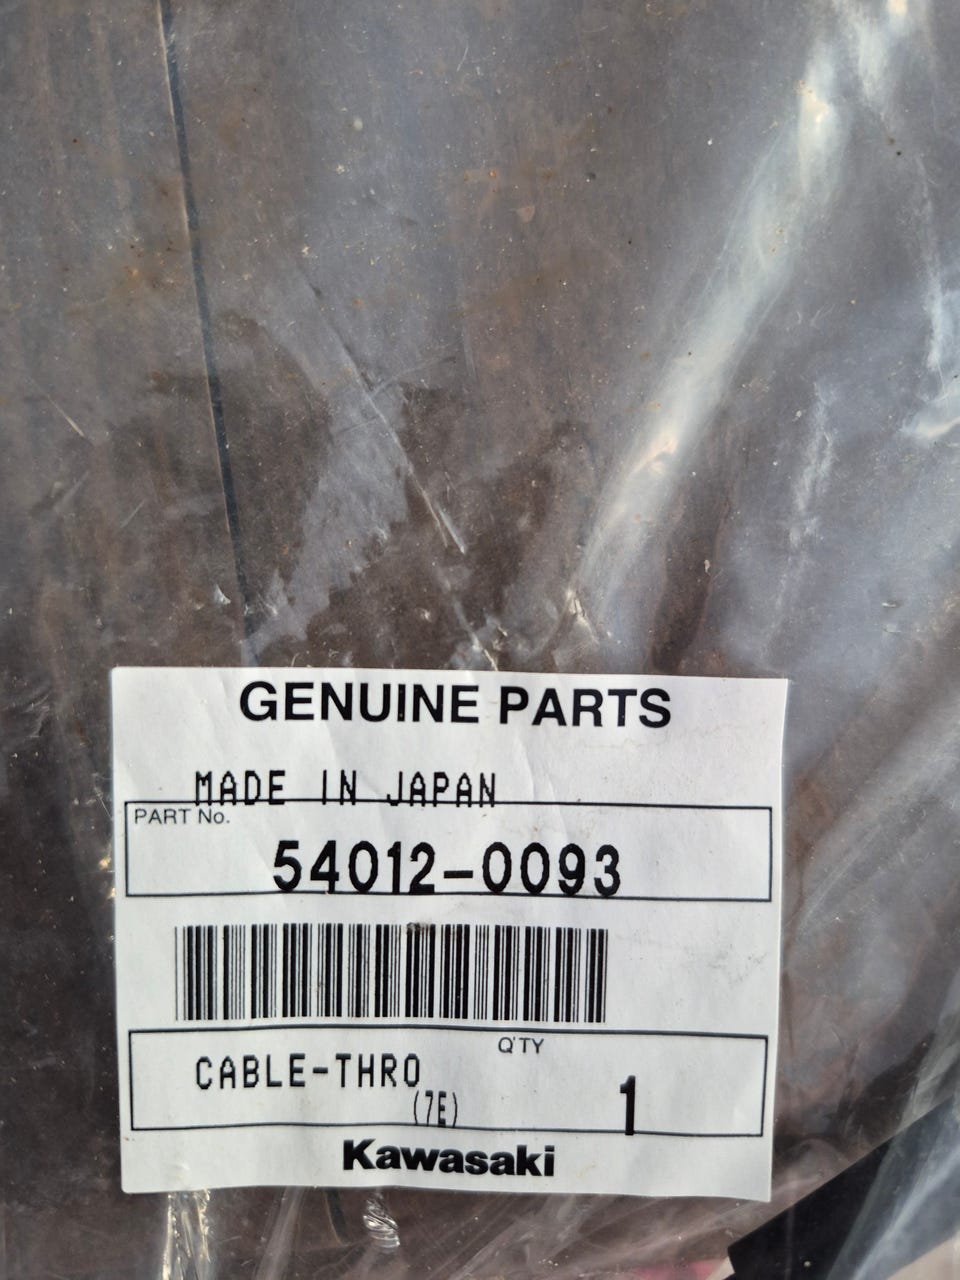 GENUINE PARTS
MADE IN JAPAN
PART No.
54012-0093
Q'TY
CABLE-THRO
(7E)
1
Kawasaki